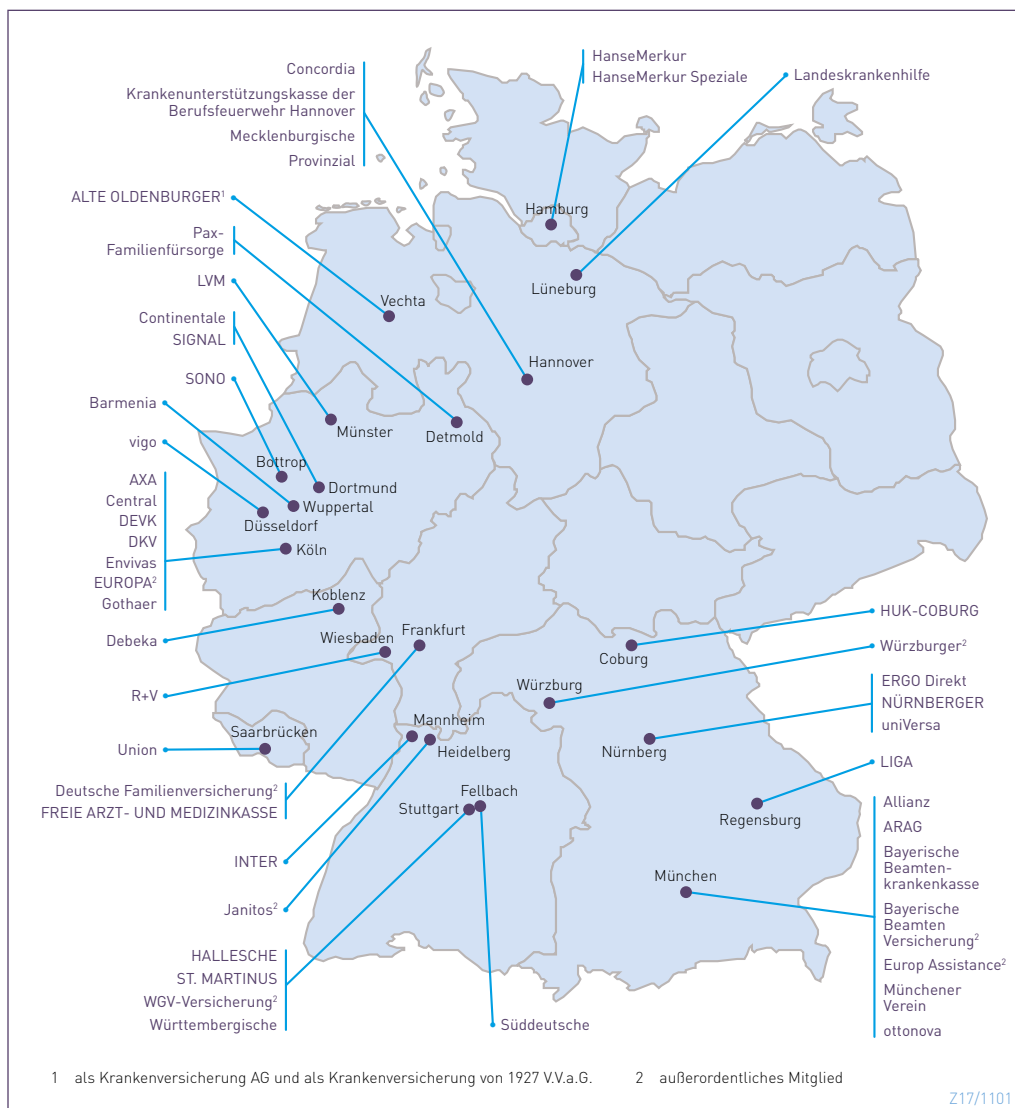 Concordia
Krankenunterstützungskasse der
Berufsfeuerwehr Hannover
Mecklenburgische
Provinzial
HanseMerkur
HanseMerkur Speziale
Landeskrankenhilfe
ALTE OLDENBURGER¹
Pax-
Familienfürsorge
LVM
Continentale
SIGNAL
SONO
Barmenia
vigo
AXA
Central
DEVK
DKV
Envivas
EUROPA²
Gothaer
Debeka
R+V
Union
Deutsche Familienversicherung²
FREIE ARZT- UND MEDIZINKASSE
INTER
Janitos²
HALLESCHE
ST. MARTINUS
WGV-Versicherung²
Württembergische
Hamburg
Lüneburg
Vechta
Hannover
Münster
Detmold
Bottrop
Dortmund
Wuppertal
Düsseldorf
Köln
Koblenz
Wiesbaden
Frankfurt
Coburg
Würzburg
Saarbrücken
Mannheim
Heidelberg
Nürnberg
Fellbach
Stuttgart
Regensburg
München
HUK-COBURG
Würzburger²
ERGO Direkt
NÜRNBERGER
uniVersa
LIGA
Allianz
ARAG
Bayerische
Beamten-
krankenkasse
Bayerische
Beamten
Versicherung²
Europ Assistance²
Münchener
Verein
ottonova
Süddeutsche
1 als Krankenversicherung AG und als Krankenversicherung von 1927 V.V.a.G. 2 außerordentliches Mitglied
Z17/1101